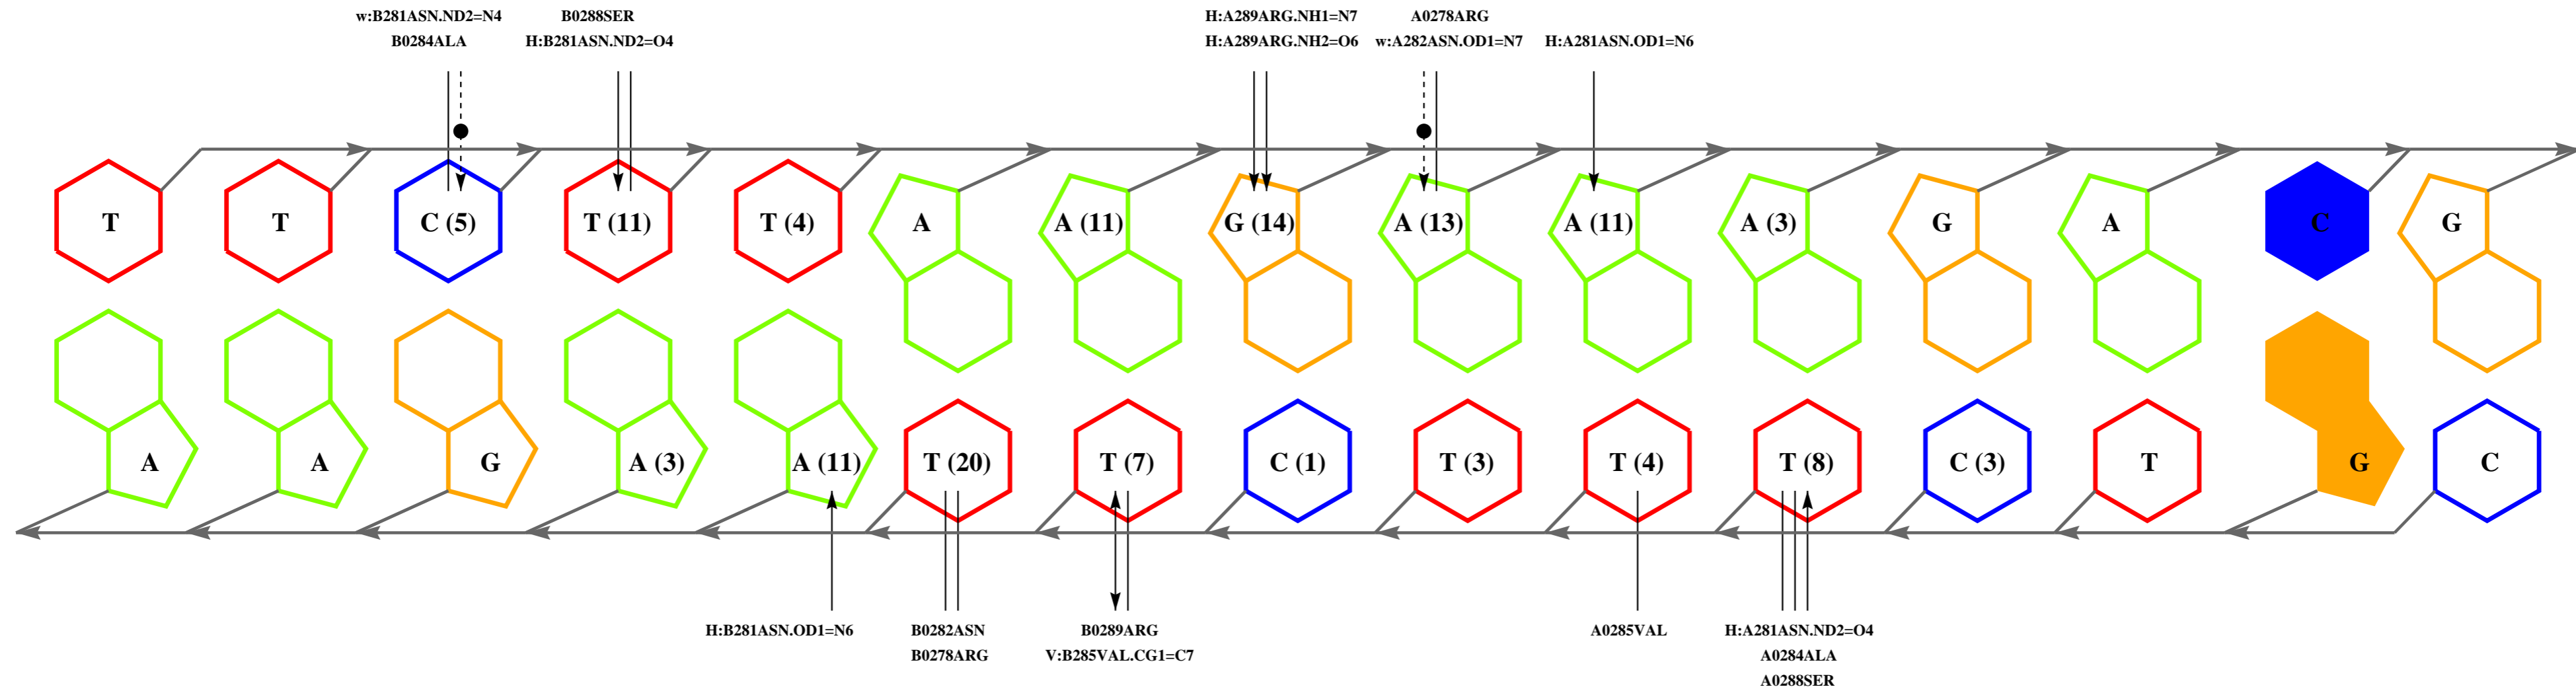 w:B281ASN.ND2=N4 B0288SER H:A289ARG.NH1=N7 A0278ARG
B0284ALA H:B281ASN.ND2=O4 H:A289ARG.NH2=O6 w:A282ASN.OD1=N7 H:A281ASN.OD1=N6
T T C (5) T (11) T (4) A A (11) G (14) A (13) A (11) A (3) G A C G
A A G A (3) A (11) T (20) T (7) C (1) T (3) T (4) T (8) C (3) T G C
H:B281ASN.OD1=N6 B0282ASN B0289ARG A0285VAL H:A281ASN.ND2=O4
B0278ARG V:B285VAL.CG1=C7 A0284ALA
A0288SER